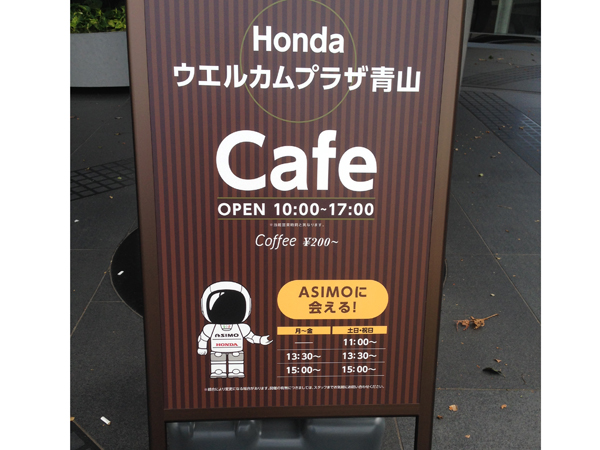 Honda
ウエルカムプラザ青山
Cafe
OPEN 10:00~17:00
Coffee ¥200~
ASIMOに
会える!
月〜金 土日・祝日
— 11:00〜
13:30〜 13:30〜
15:00〜 15:00〜
ASIMO
HONDA